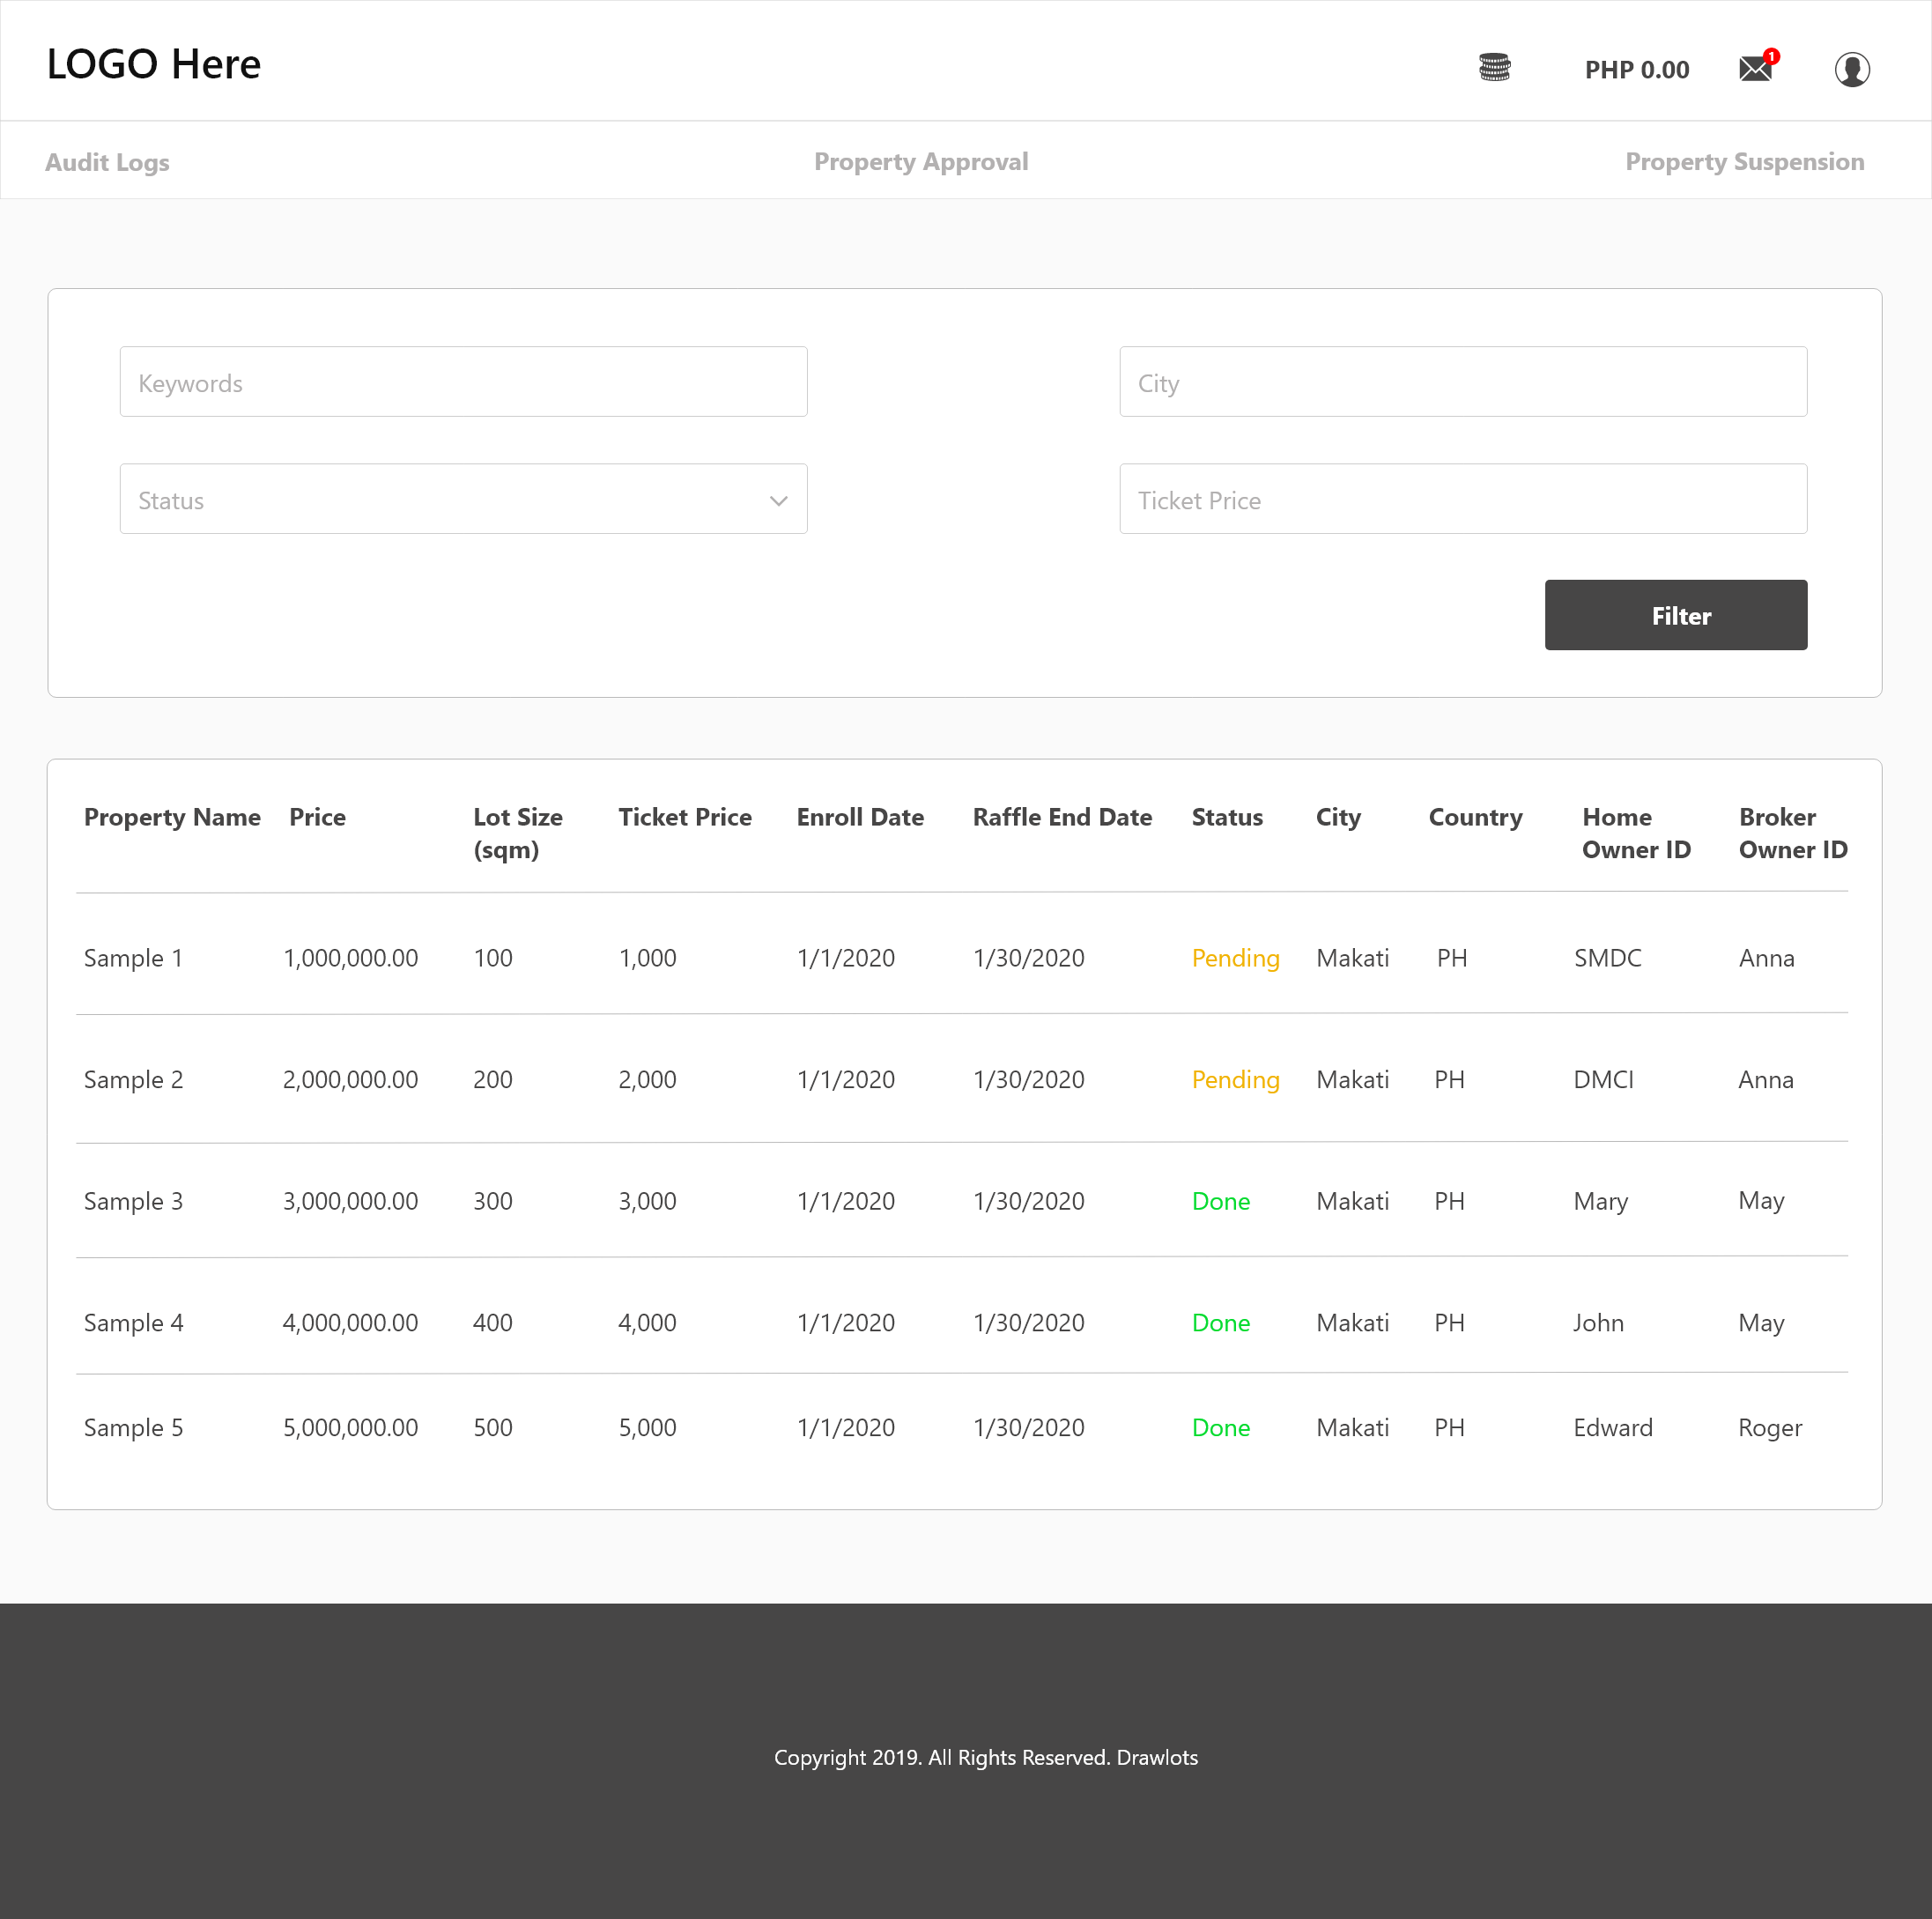 LOGO Here
PHP 0.00
1
Audit Logs
Property Approval
Property Suspension
Keywords
City
Status
Ticket Price
Filter
Property Name Price Lot Size (sqm) Ticket Price Enroll Date Raffle End Date Status City Country Home Owner ID Broker Owner ID
Sample 1 1,000,000.00 100 1,000 1/1/2020 1/30/2020 Pending Makati PH SMDC Anna
Sample 2 2,000,000.00 200 2,000 1/1/2020 1/30/2020 Pending Makati PH DMCI Anna
Sample 3 3,000,000.00 300 3,000 1/1/2020 1/30/2020 Done Makati PH Mary May
Sample 4 4,000,000.00 400 4,000 1/1/2020 1/30/2020 Done Makati PH John May
Sample 5 5,000,000.00 500 5,000 1/1/2020 1/30/2020 Done Makati PH Edward Roger
Copyright 2019. All Rights Reserved. Drawlots